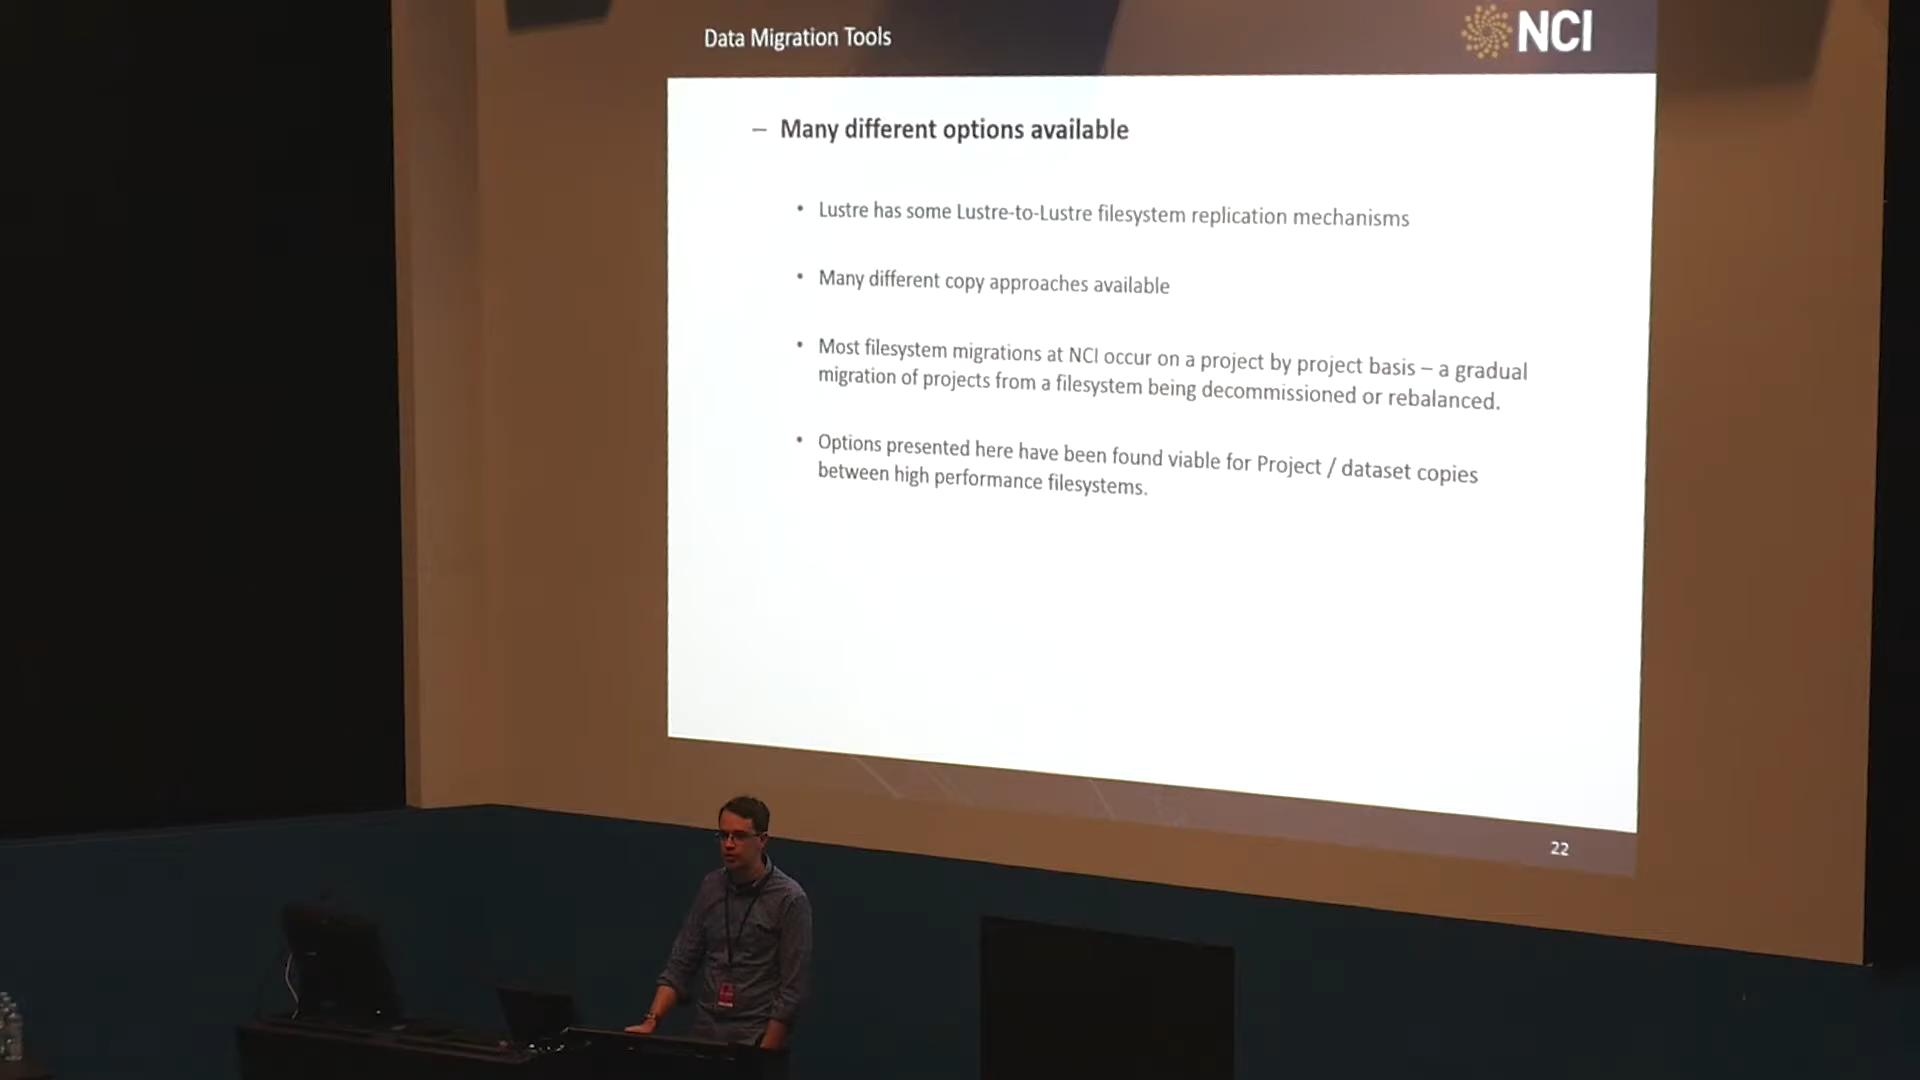 Data Migration Tools
NCI
– Many different options available
• Lustre has some Lustre-to-Lustre filesystem replication mechanisms
• Many different copy approaches available
• Most filesystem migrations at NCI occur on a project by project basis – a gradual
migration of projects from a filesystem being decommissioned or rebalanced.
• Options presented here have been found viable for Project / dataset copies
between high performance filesystems.
22